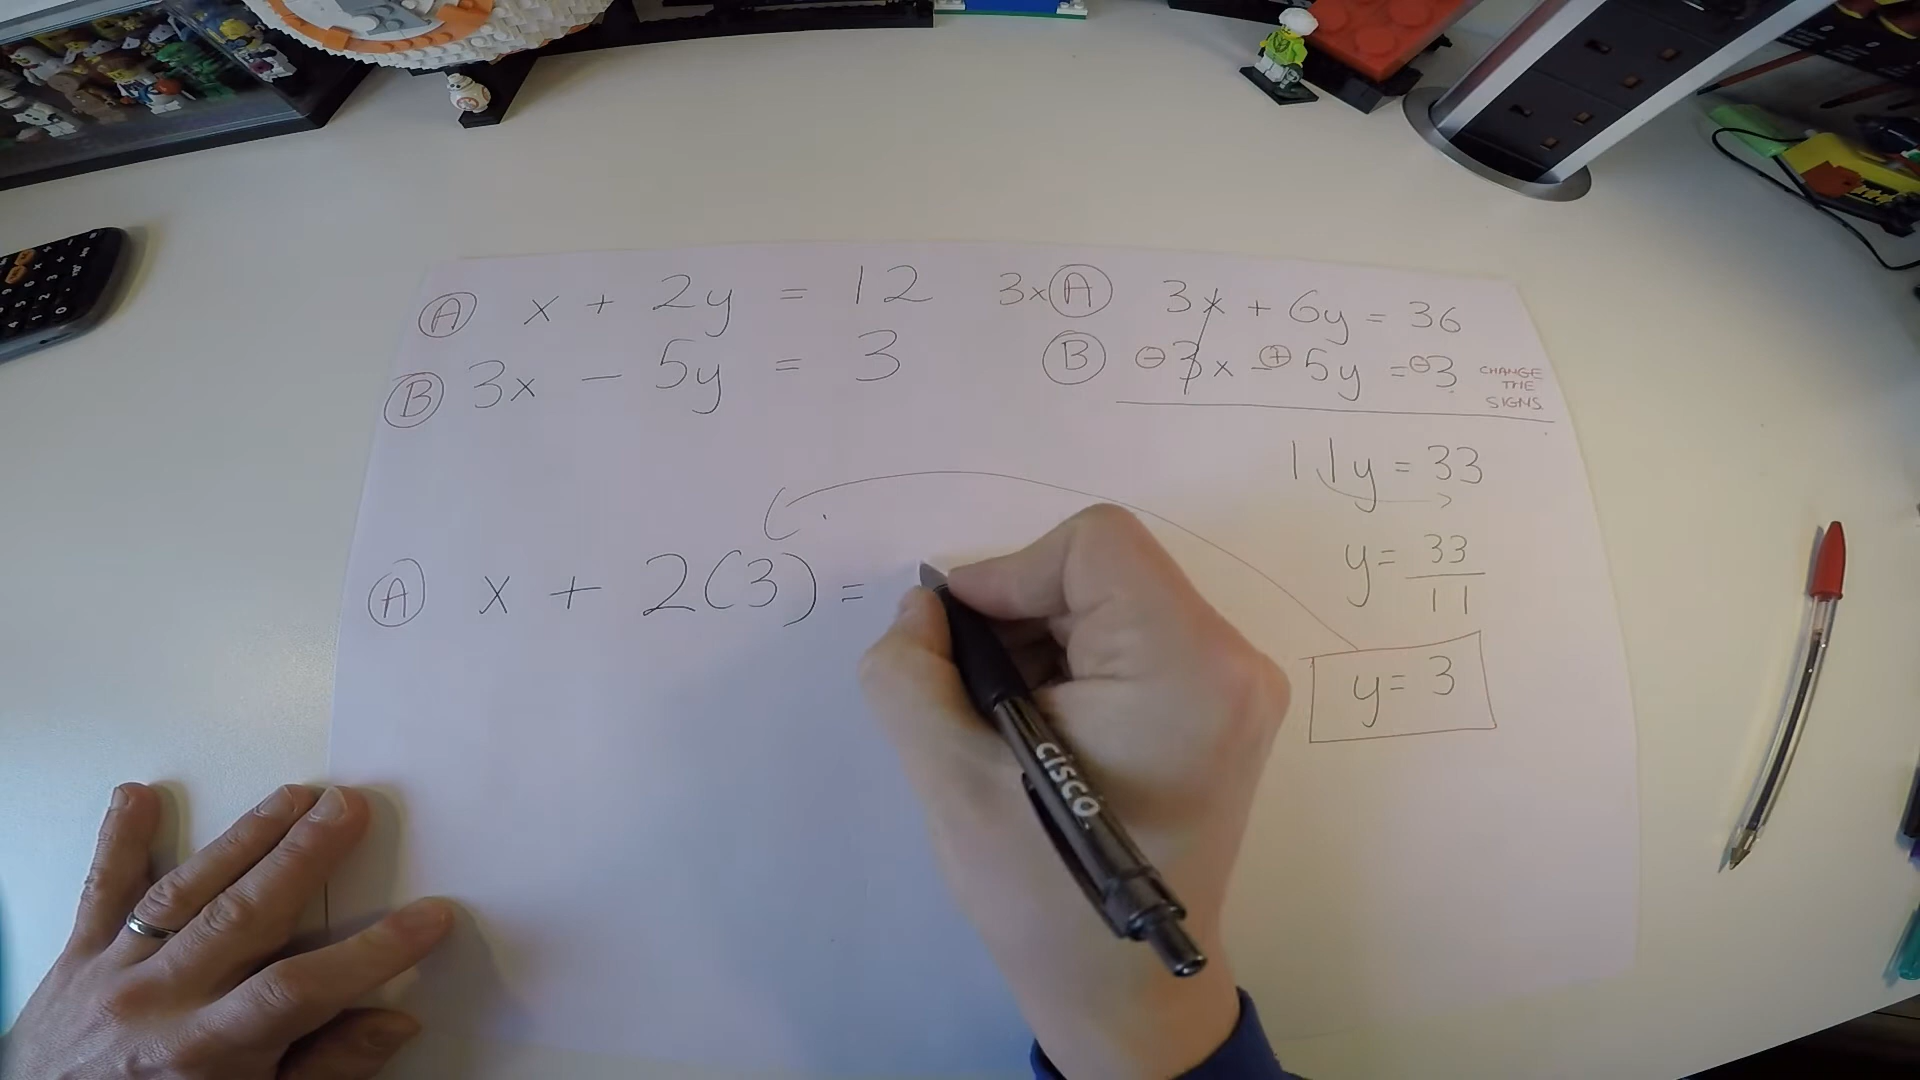 Ⓐ x + 2y = 12
Ⓑ 3x - 5y = 3
3xⒶ 3x + 6y = 36
Ⓑ ⊖3x - ⊕5y = ⊖3
CHANGE
THE
SIGNS
11y = 33
y = 33
11
y = 3
Ⓐ x + 2(3) =
CISCO